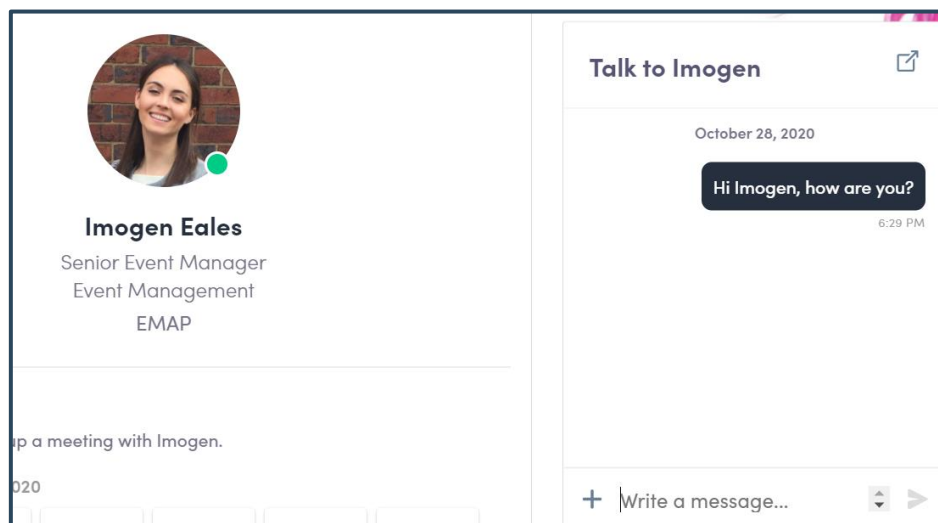 Imogen Eales
Senior Event Manager
Event Management
EMAP
up a meeting with Imogen.
020
Talk to Imogen
October 28, 2020
Hi Imogen, how are you?
6:29 PM
Write a message...